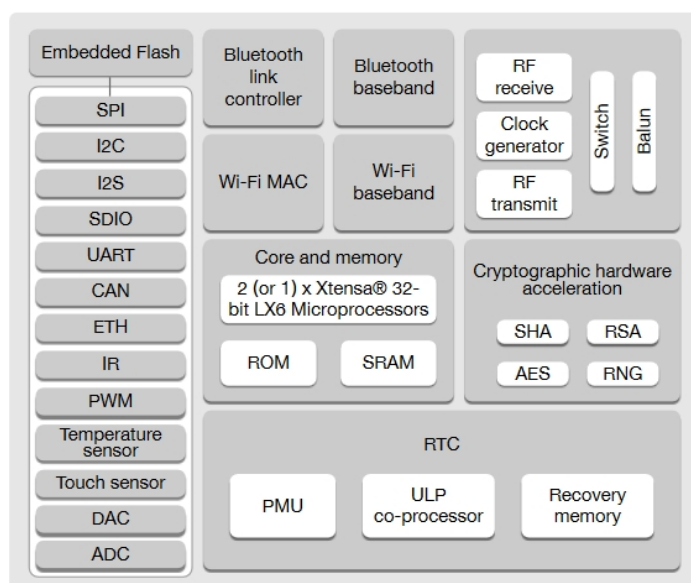 Embedded Flash
SPI
I2C
I2S
SDIO
UART
CAN
ETH
IR
PWM
Temperature
sensor
Touch sensor
DAC
ADC
Bluetooth
link
controller
Bluetooth
baseband
Wi-Fi MAC
Wi-Fi
baseband
RF
receive
Clock
generator
RF
transmit
Switch
Balun
Core and memory
2 (or 1) x Xtensa® 32-
bit LX6 Microprocessors
ROM
SRAM
Cryptographic hardware
acceleration
SHA
RSA
AES
RNG
RTC
PMU
ULP
co-processor
Recovery
memory